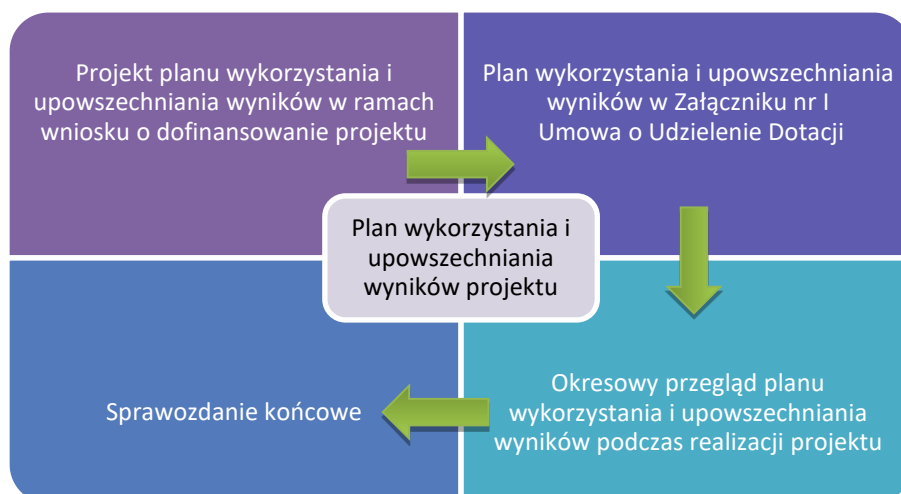 Projekt planu wykorzystania i
upowszechniania wyników w ramach
wniosku o dofinansowanie projektu
Plan wykorzystania i upowszechniania
wyników w Załączniku nr I
Umowa o Udzielenie Dotacji
Plan wykorzystania i
upowszechniania
wyników projektu
Sprawozdanie końcowe
Okresowy przegląd planu
wykorzystania i upowszechniania
wyników podczas realizacji projektu